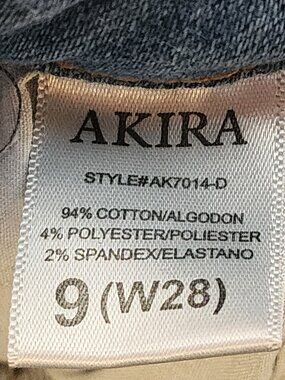 AKIRA
STYLE#AK7014-D
94% COTTON/ALGODON
4% POLYESTER/POLIESTER
2% SPANDEX/ELASTANO
9 (W28)